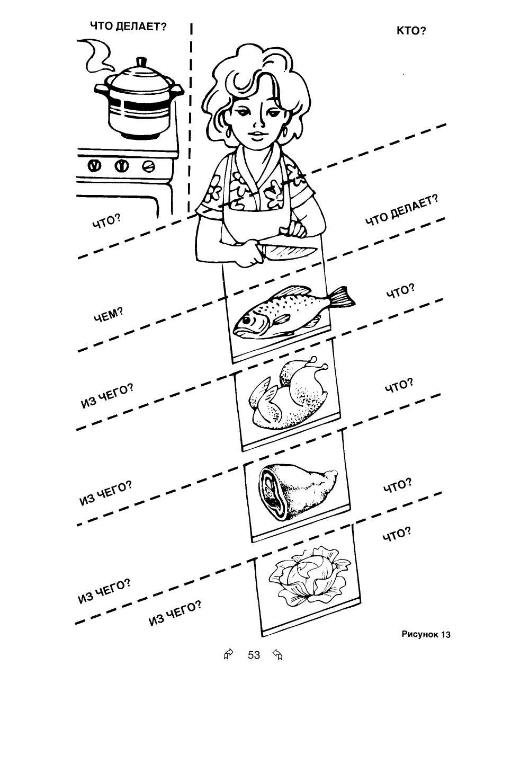 ЧТО ДЕЛАЕТ?
КТО?
ЧТО?
ЧТО ДЕЛАЕТ?
ЧЕМ?
ЧТО?
ИЗ ЧЕГО?
ЧТО?
ИЗ ЧЕГО?
ЧТО?
ЧТО?
ИЗ ЧЕГО?
ИЗ ЧЕГО?
Рисунок 13
53